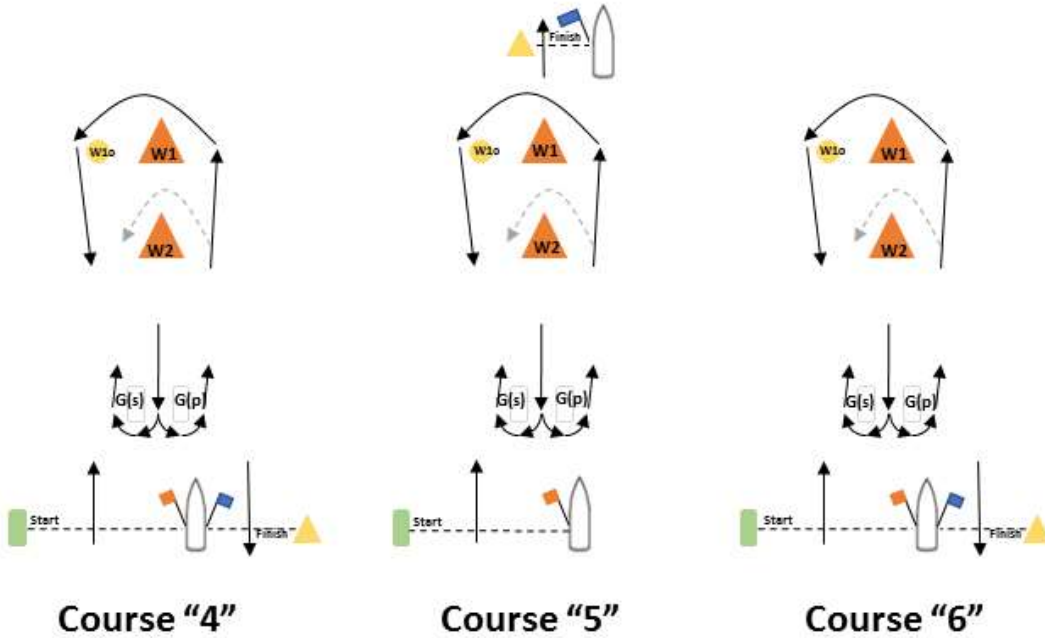 Finish
W1o W1
W2
G(s) G(p)
Start
Finish
Course “4”
W1o W1
W2
G(s) G(p)
Start
Course “5”
W1o W1
W2
G(s) G(p)
Start
Finish
Course “6”